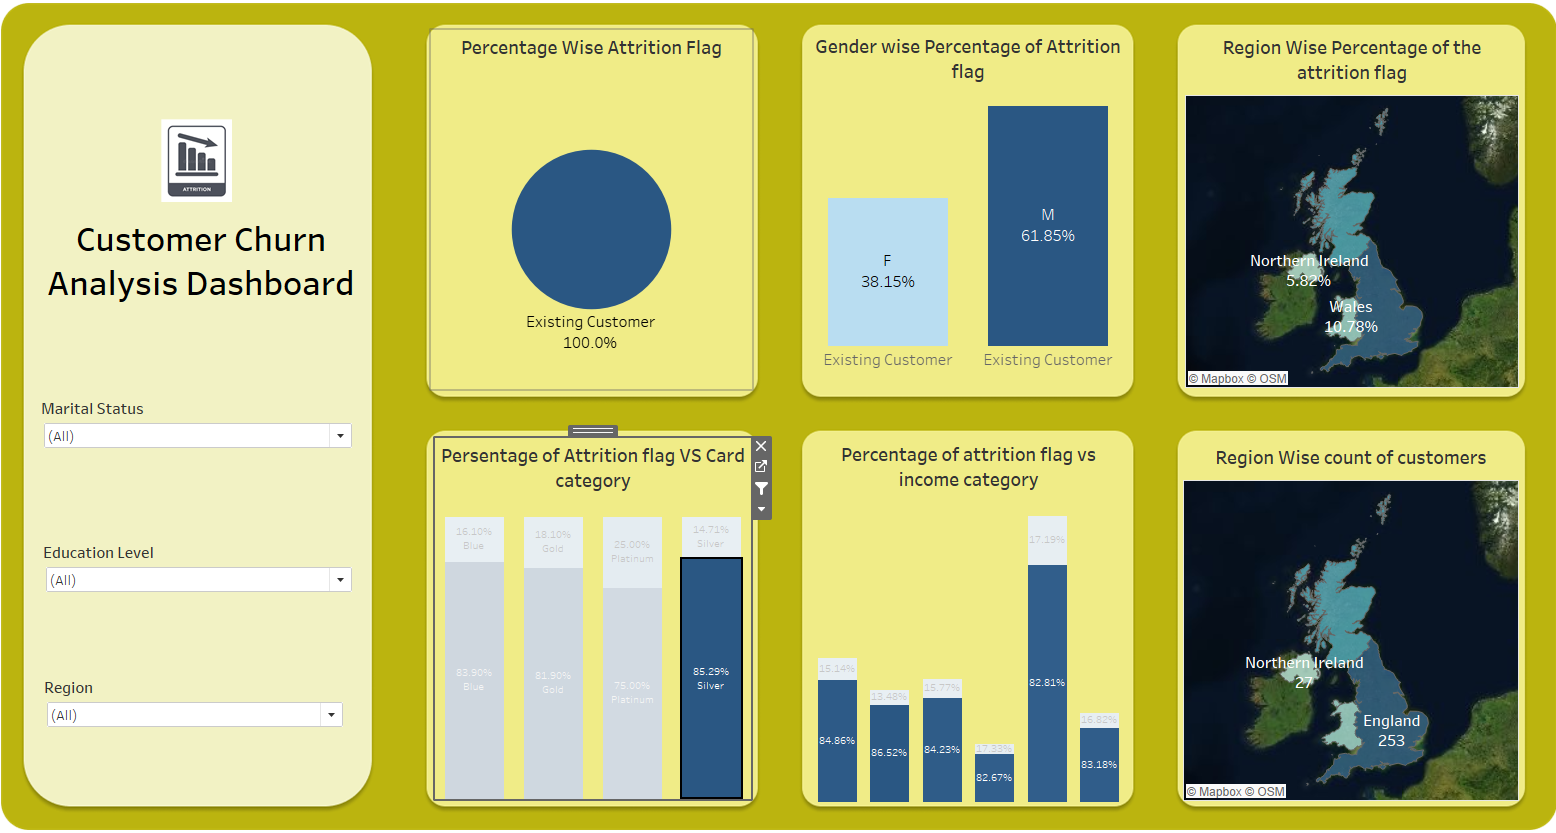 ATTRITION
Customer Churn
Analysis Dashboard
Marital Status
(All)
Education Level
(All)
Region
(All)
Percentage Wise Attrition Flag
Existing Customer
100.0%
Gender wise Percentage of Attrition
flag
F
38.15%
M
61.85%
Existing Customer
Existing Customer
Region Wise Percentage of the
attrition flag
Northern Ireland
5.82%
Wales
10.78%
© Mapbox © OSM
Persentage of Attrition flag VS Card
category
16.10%
Blue
18.10%
Gold
25.00%
Platinum
14.71%
Silver
83.90%
Blue
81.90%
Gold
75.00%
Platinum
85.29%
Silver
Percentage of attrition flag vs
income category
15.14%
84.86%
13.48%
86.52%
15.77%
84.23%
17.33%
82.67%
17.19%
82.81%
16.82%
83.18%
Region Wise count of customers
Northern Ireland
27
England
253
© Mapbox © OSM